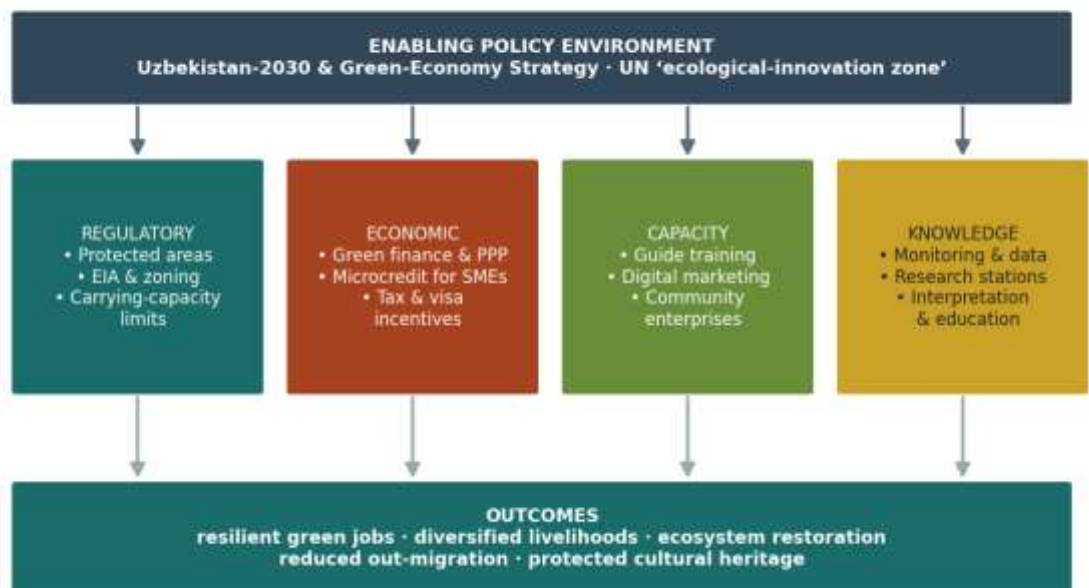 ENABLING POLICY ENVIRONMENT
Uzbekistan-2030 & Green-Economy Strategy · UN ‘ecological-innovation zone’
REGULATORY
• Protected areas
• EIA & zoning
• Carrying-capacity
limits
ECONOMIC
• Green finance & PPP
• Microcredit for SMEs
• Tax & visa
incentives
CAPACITY
• Guide training
• Digital marketing
• Community
enterprises
KNOWLEDGE
• Monitoring & data
• Research stations
• Interpretation
& education
OUTCOMES
resilient green jobs · diversified livelihoods · ecosystem restoration
reduced out-migration · protected cultural heritage